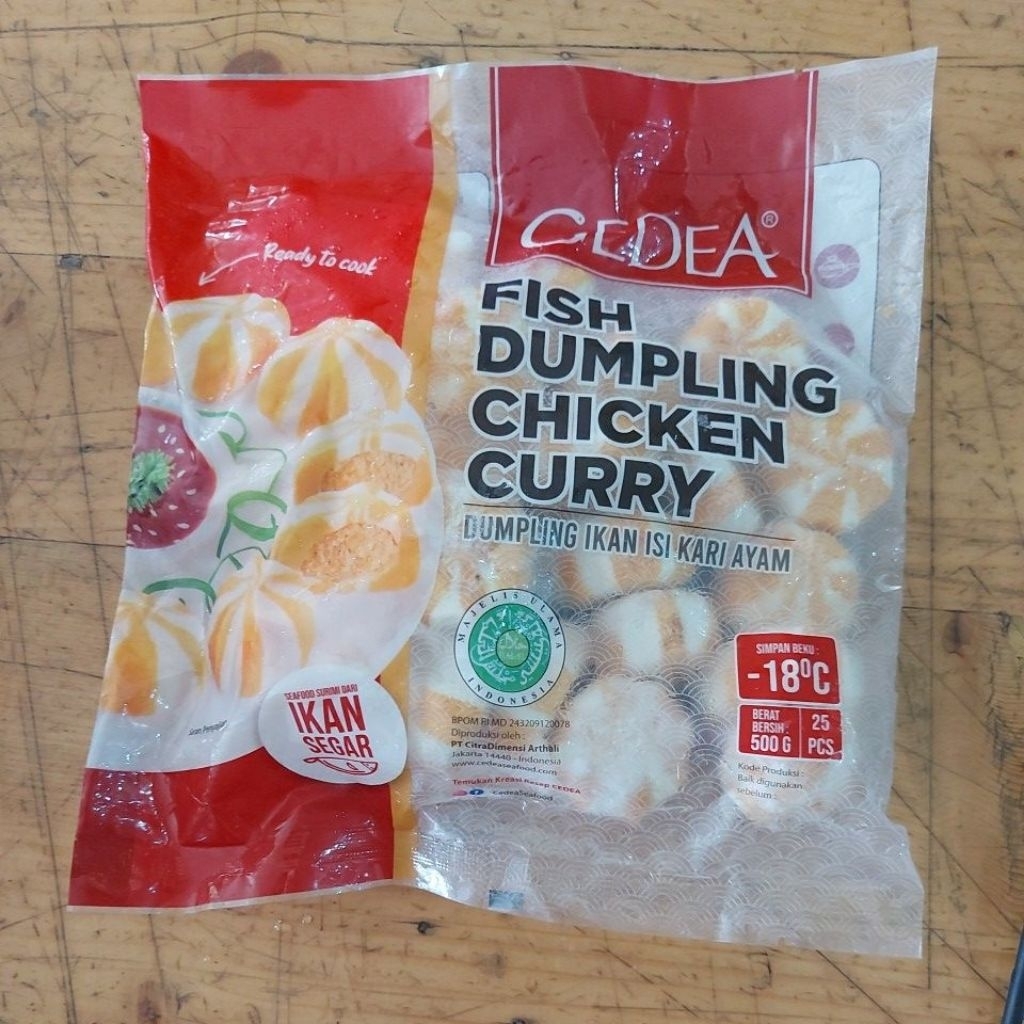 Ready to cook
CEDEA®
FISH
DUMPLING
CHICKEN
CURRY
DUMPLING IKAN ISI KARI AYAM
MAJELIS ULAMA
INDONESIA
SEAFOOD SURIMI DARI
IKAN
SEGAR
Saran Penyajian
BPOM RI MD 243209120078
Diproduksi oleh :
PT CitraDimensi Arthali
Jakarta 14440 - Indonesia
www.cedeaseafood.com
Temukan Kreasi Resep CEDEA
CedeaSeafood
SIMPAN BEKU :
-18°C
BERAT
BERSIH :
500 G
25
PCS
Kode Produksi :
Baik digunakan
sebelum :